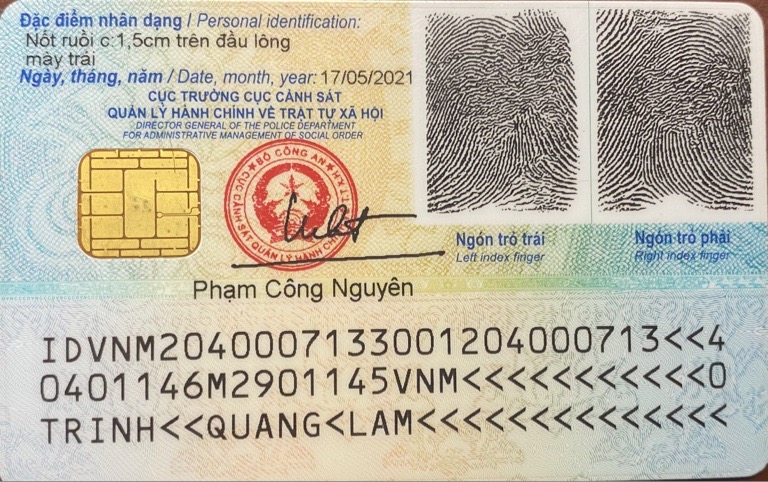 Đặc điểm nhân dạng / Personal identification:
Nốt ruồi c:1,5cm trên đầu lông
mày trái
Ngày, tháng, năm / Date, month, year: 17/05/2021
CỤC TRƯỞNG CỤC CẢNH SÁT
QUẢN LÝ HÀNH CHÍNH VỀ TRẬT TỰ XÃ HỘI
DIRECTOR GENERAL OF THE POLICE DEPARTMENT
FOR ADMINISTRATIVE MANAGEMENT OF SOCIAL ORDER
BỘ CÔNG AN
CỤC CẢNH SÁT QUẢN LÝ HÀNH CHÍNH
Ngón trỏ trái
Left index finger
Ngón trỏ phải
Right index finger
Phạm Công Nguyên
IDVNM2040007133001204000713<<4
0401146M2901145VNM<<<<<<<<<<<0
TRINH<<QUANG<LAM<<<<<<<<<<<<<<